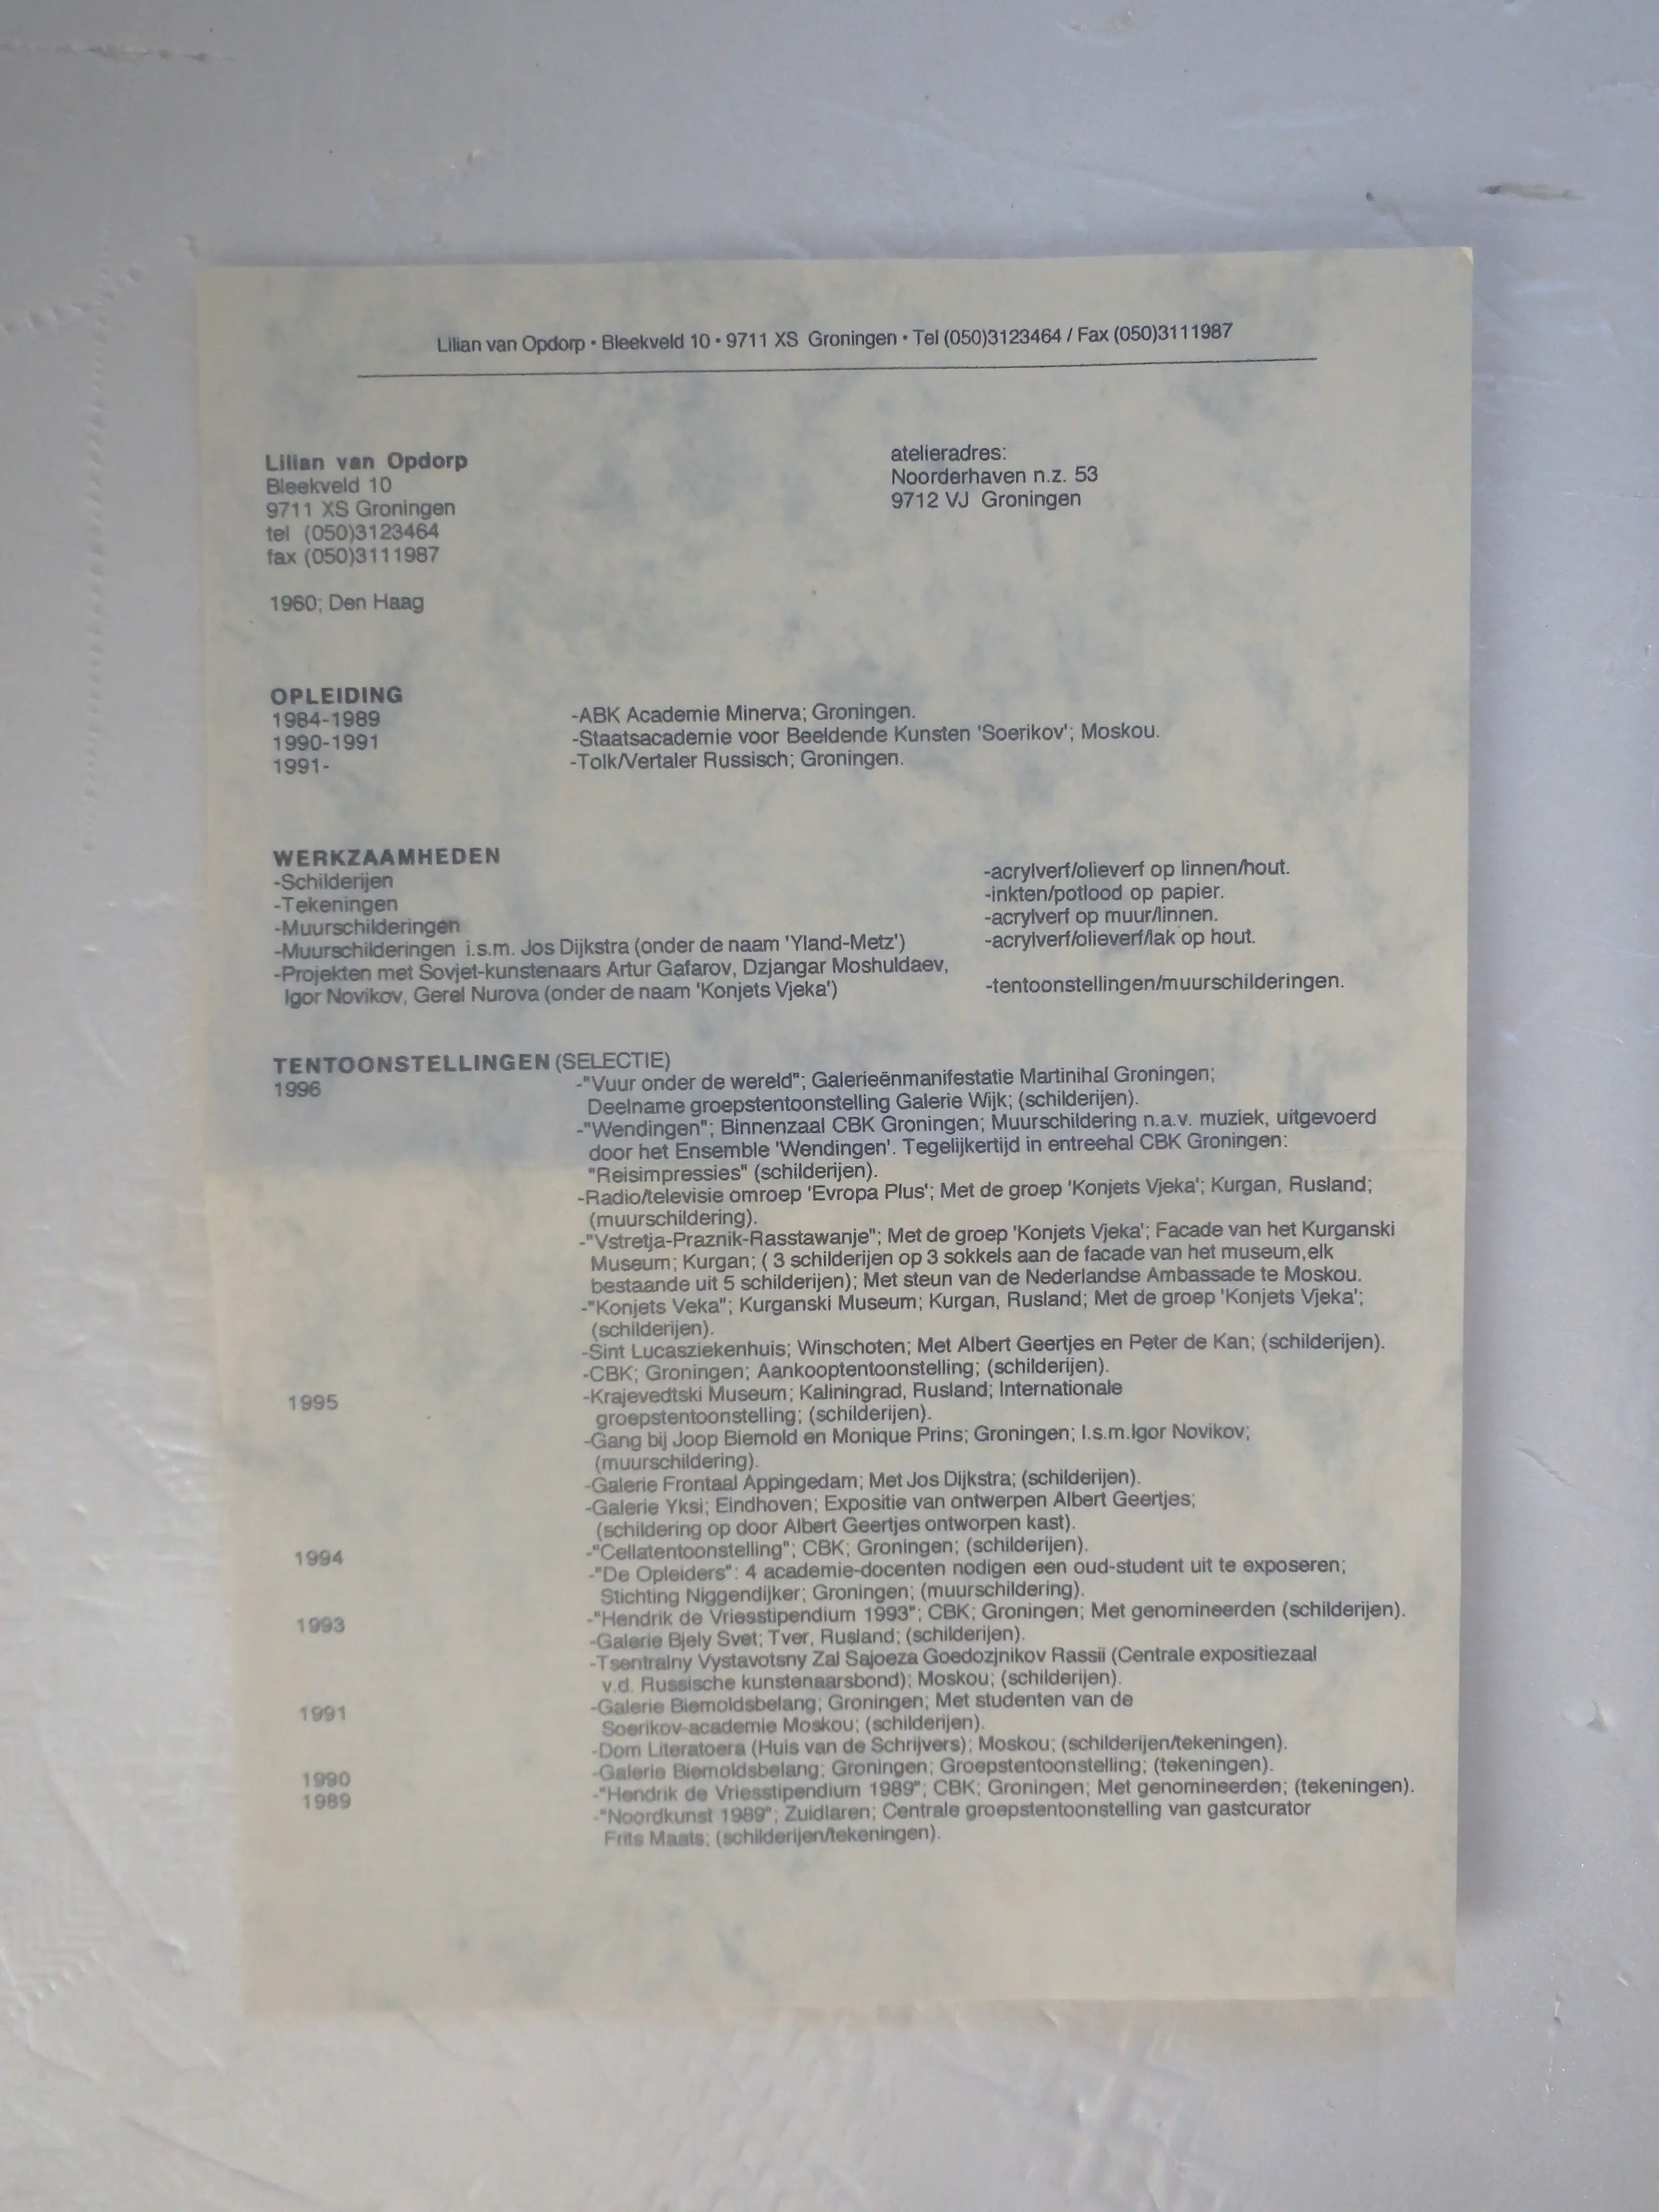 Lilian van Opdorp • Bleekveld 10 • 9711 XS Groningen • Tel (050)3123464 / Fax (050)3111987
Lilian van Opdorp
Bleekveld 10
9711 XS Groningen
tel (050)3123464
fax (050)3111987
atelieradres:
Noorderhaven n.z. 53
9712 VJ Groningen
1960; Den Haag
OPLEIDING
1984-1989 -ABK Academie Minerva; Groningen.
1990-1991 -Staatsacademie voor Beeldende Kunsten 'Soerikov'; Moskou.
1991- -Tolk/Vertaler Russisch; Groningen.
WERKZAAMHEDEN
-Schilderijen -acrylverf/olieverf op linnen/hout.
-Tekeningen -inkten/potlood op papier.
-Muurschilderingen -acrylverf op muur/linnen.
-Muurschilderingen i.s.m. Jos Dijkstra (onder de naam 'Yland-Metz') -acrylverf/olieverf/lak op hout.
-Projekten met Sovjet-kunstenaars Artur Gafarov, Dzjangar Moshuldaev,
Igor Novikov, Gerel Nurova (onder de naam 'Konjets Vjeka') -tentoonstellingen/muurschilderingen.
TENTOONSTELLINGEN (SELECTIE)
1996 -"Vuur onder de wereld"; Galerieënmanifestatie Martinihal Groningen;
Deelname groepstentoonstelling Galerie Wijk; (schilderijen).
-"Wendingen"; Binnenzaal CBK Groningen; Muurschildering n.a.v. muziek, uitgevoerd
door het Ensemble 'Wendingen'. Tegelijkertijd in entreehal CBK Groningen:
"Reisimpressies" (schilderijen).
-Radio/televisie omroep 'Evropa Plus'; Met de groep 'Konjets Vjeka'; Kurgan, Rusland;
(muurschildering).
-"Vstretja-Praznik-Rasstawanje"; Met de groep 'Konjets Vjeka'; Facade van het Kurganski
Museum; Kurgan; ( 3 schilderijen op 3 sokkels aan de facade van het museum,elk
bestaande uit 5 schilderijen); Met steun van de Nederlandse Ambassade te Moskou.
-"Konjets Veka"; Kurganski Museum; Kurgan, Rusland; Met de groep 'Konjets Vjeka';
(schilderijen).
-Sint Lucasziekenhuis; Winschoten; Met Albert Geertjes en Peter de Kan; (schilderijen).
-CBK; Groningen; Aankooptentoonstelling; (schilderijen).
1995 -Krajevedtski Museum; Kaliningrad, Rusland; Internationale
groepstentoonstelling; (schilderijen).
-Gang bij Joop Biemold en Monique Prins; Groningen; I.s.m.Igor Novikov;
(muurschildering).
-Galerie Frontaal Appingedam; Met Jos Dijkstra; (schilderijen).
-Galerie Yksi; Eindhoven; Expositie van ontwerpen Albert Geertjes;
(schildering op door Albert Geertjes ontworpen kast).
1994 -"Cellatentoonstelling"; CBK; Groningen; (schilderijen).
-"De Opleiders": 4 academie-docenten nodigen een oud-student uit te exposeren;
Stichting Niggendijker; Groningen; (muurschildering).
1993 -"Hendrik de Vriesstipendium 1993"; CBK; Groningen; Met genomineerden (schilderijen).
-Galerie Bjely Svet; Tver, Rusland; (schilderijen).
-Tsentralny Vystavotsny Zal Sajoeza Goedozjnikov Rassii (Centrale expositiezaal
v.d. Russische kunstenaarsbond); Moskou; (schilderijen).
1991 -Galerie Biemoldsbelang; Groningen; Met studenten van de
Soerikov-academie Moskou; (schilderijen).
-Dom Literatoera (Huis van de Schrijvers); Moskou; (schilderijen/tekeningen).
1990 -Galerie Biemoldsbelang; Groningen; Groepstentoonstelling; (tekeningen).
1989 -"Hendrik de Vriesstipendium 1989"; CBK; Groningen; Met genomineerden; (tekeningen).
-"Noordkunst 1989"; Zuidlaren; Centrale groepstentoonstelling van gastcurator
Frits Maats; (schilderijen/tekeningen).